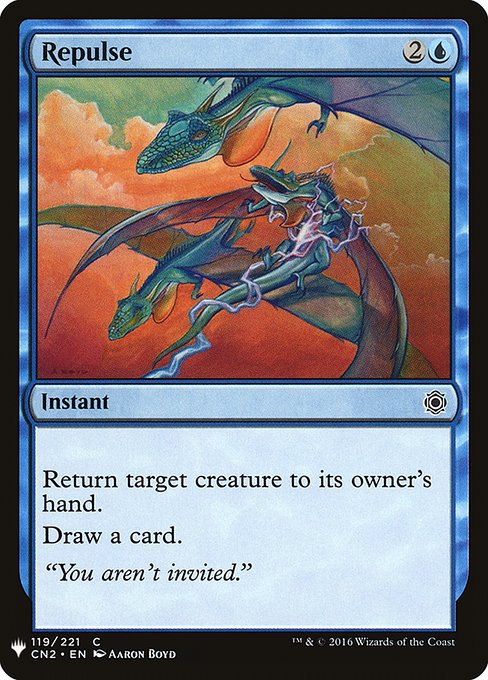 Repulse 2
Instant
Return target creature to its owner's
hand.
Draw a card.
"You aren't invited."
119/221 C
CN2 • EN Aaron Boyd
™ & © 2016 Wizards of the Coast